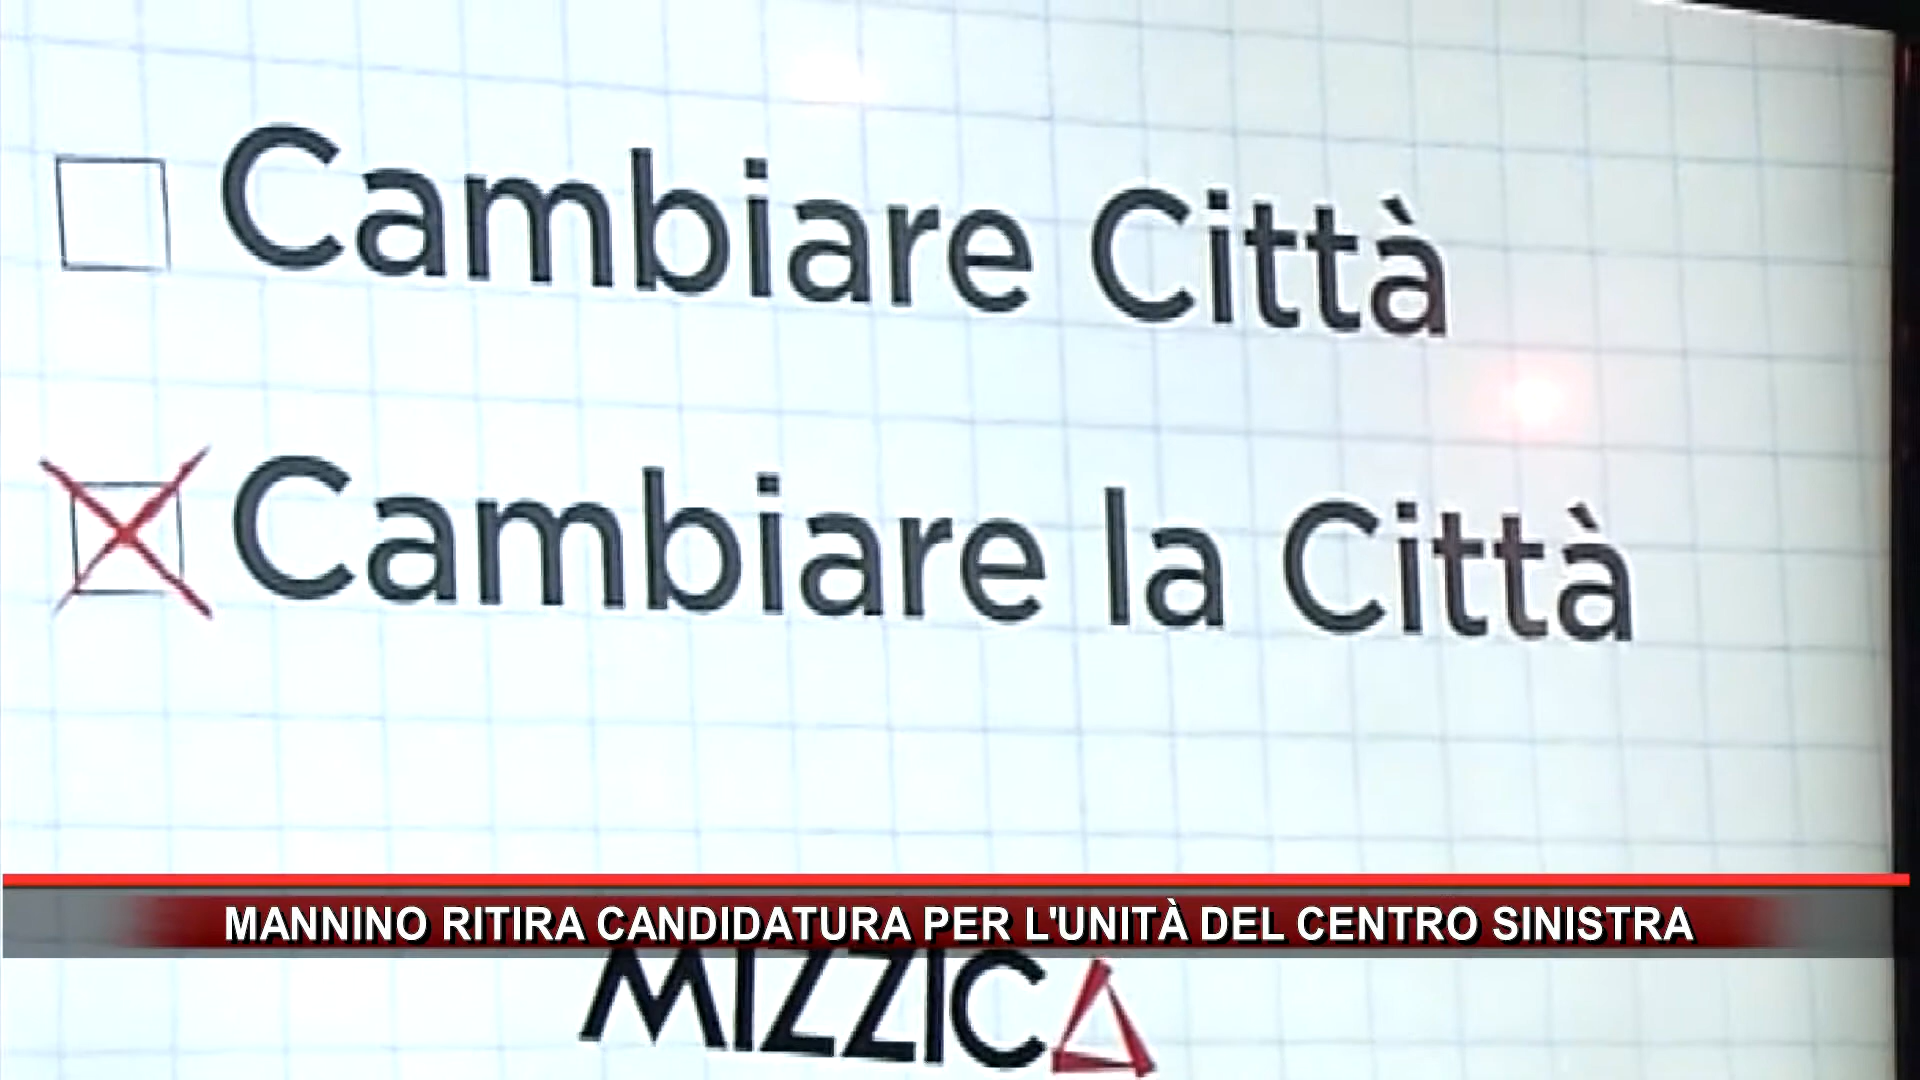 Cambiare Città
Cambiare la Città
MANNINO RITIRA CANDIDATURA PER L'UNITÀ DEL CENTRO SINISTRA
MIZZICA